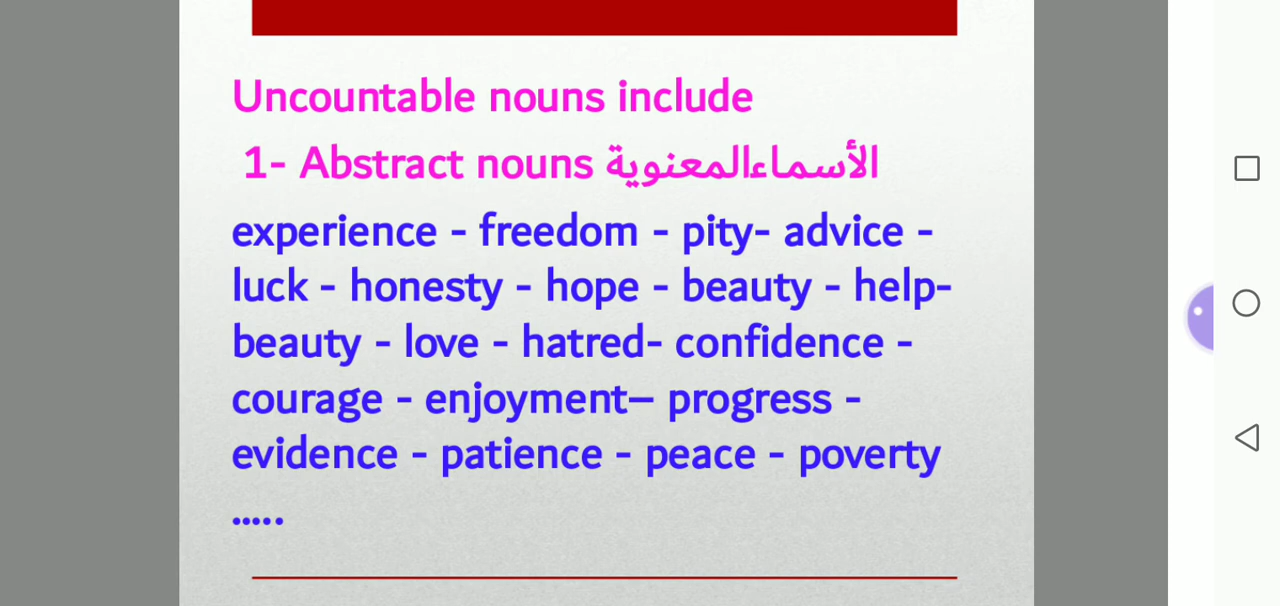 Uncountable nouns include
1- Abstract nouns الأسماءالمعنوية
experience - freedom - pity- advice -
luck - honesty - hope - beauty - help-
beauty - love - hatred- confidence -
courage - enjoyment– progress -
evidence - patience - peace - poverty
.....